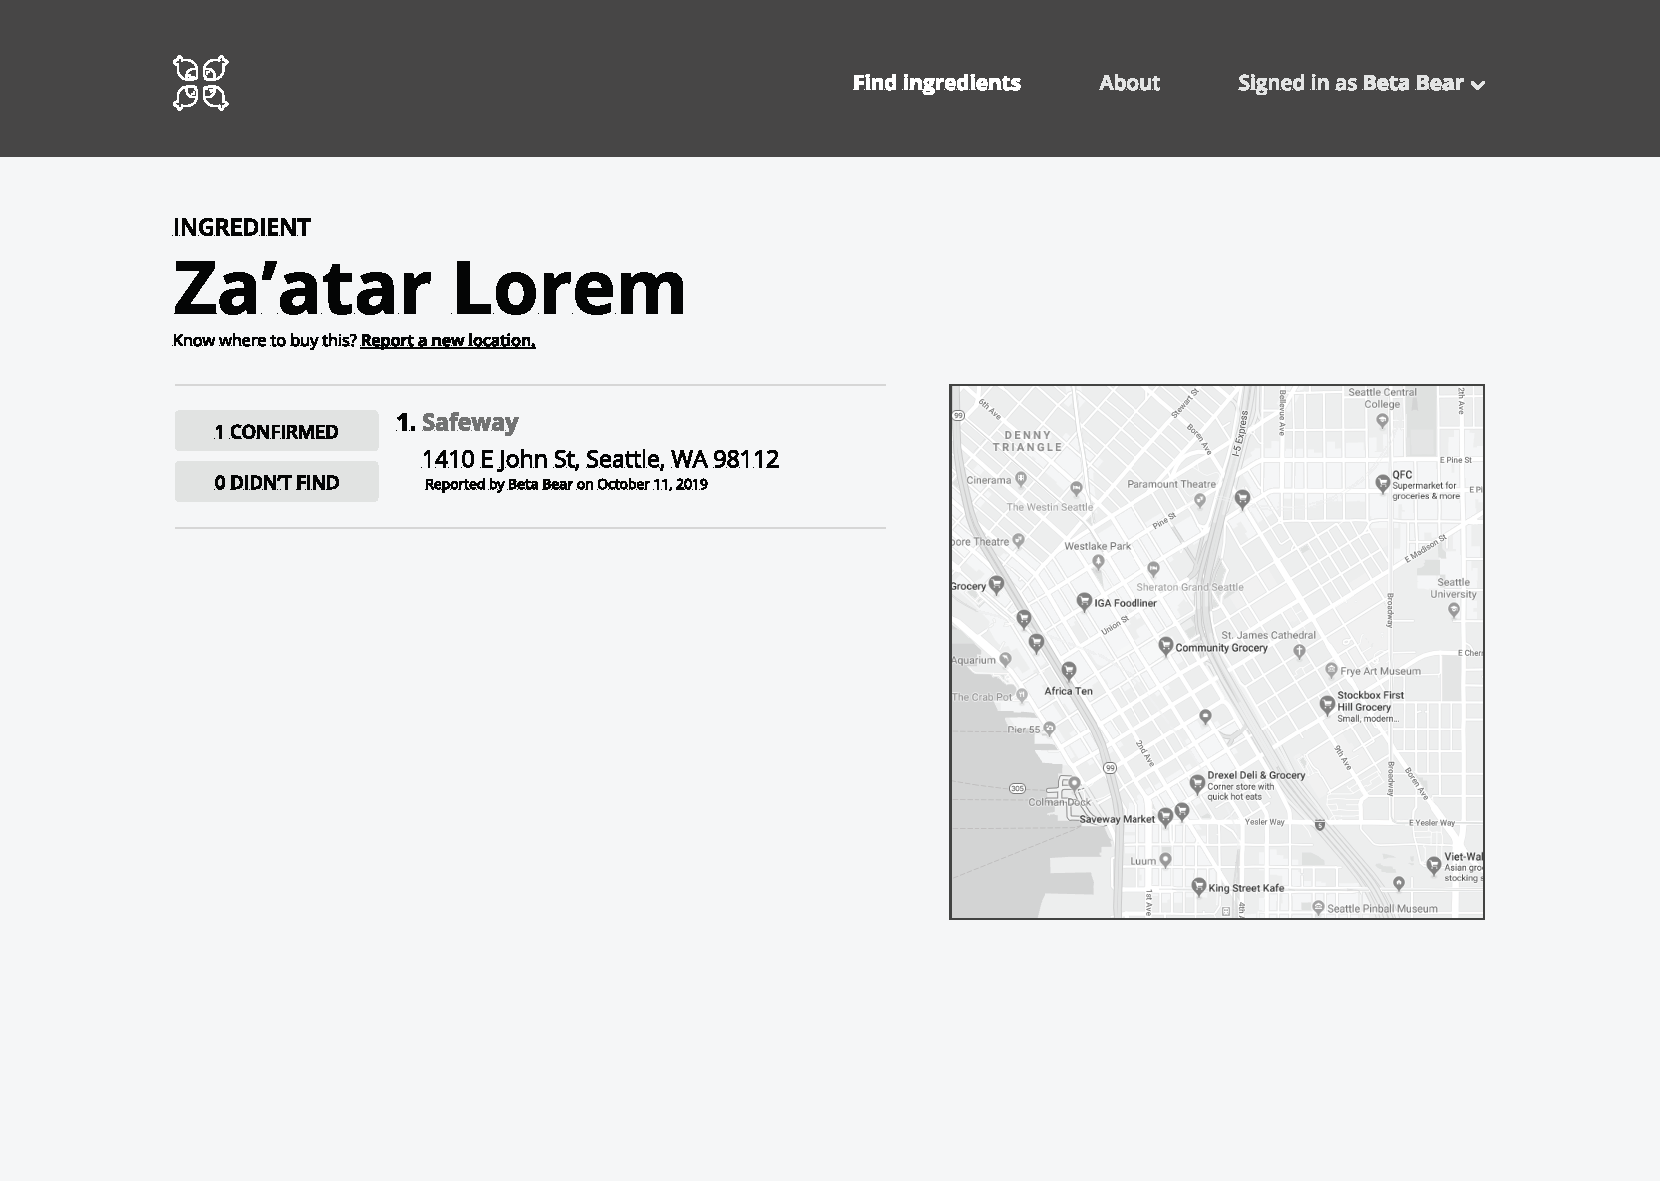 Find ingredients
About
Signed in as Beta Bear
INGREDIENT
Za’atar Lorem
Know where to buy this? Report a new location.
1 CONFIRMED
0 DIDN’T FIND
1. Safeway
1410 E John St, Seattle, WA 98112
Reported by Beta Bear on October 11, 2019
Seattle Central
College
2th Ave
6th Ave
Stewart St
Bellevue Ave
99
I-5 Express
Boren Ave
DENNY
TRIANGLE
E Pine St
QFC
Supermarket for
groceries & more
E Pi
Cinerama
Paramount Theatre
The Westin Seattle
Pine St
ore Theatre
Westlake Park
E Madison St
Sheraton Grand Seattle
Grocery
Seattle
University
IGA Foodliner
Union St
Broadway
St. James Cathedral
Community Grocery
E Cherr
Aquarium
Frye Art Museum
Africa Ten
The Crab Pot
Stockbox First
Hill Grocery
Small, modern...
Pier 55
2nd Ave
9th Ave
99
Broadway
Boren Ave
305
Drexel Deli & Grocery
Corner store with
quick hot eats
Colman Dock
Saveway Market
Yesler Way
5
E Yesler Way
Luum
Viet-Wal
Asian gro
stocking s
King Street Kafe
1st Ave
4th A
Seattle Pinball Museum